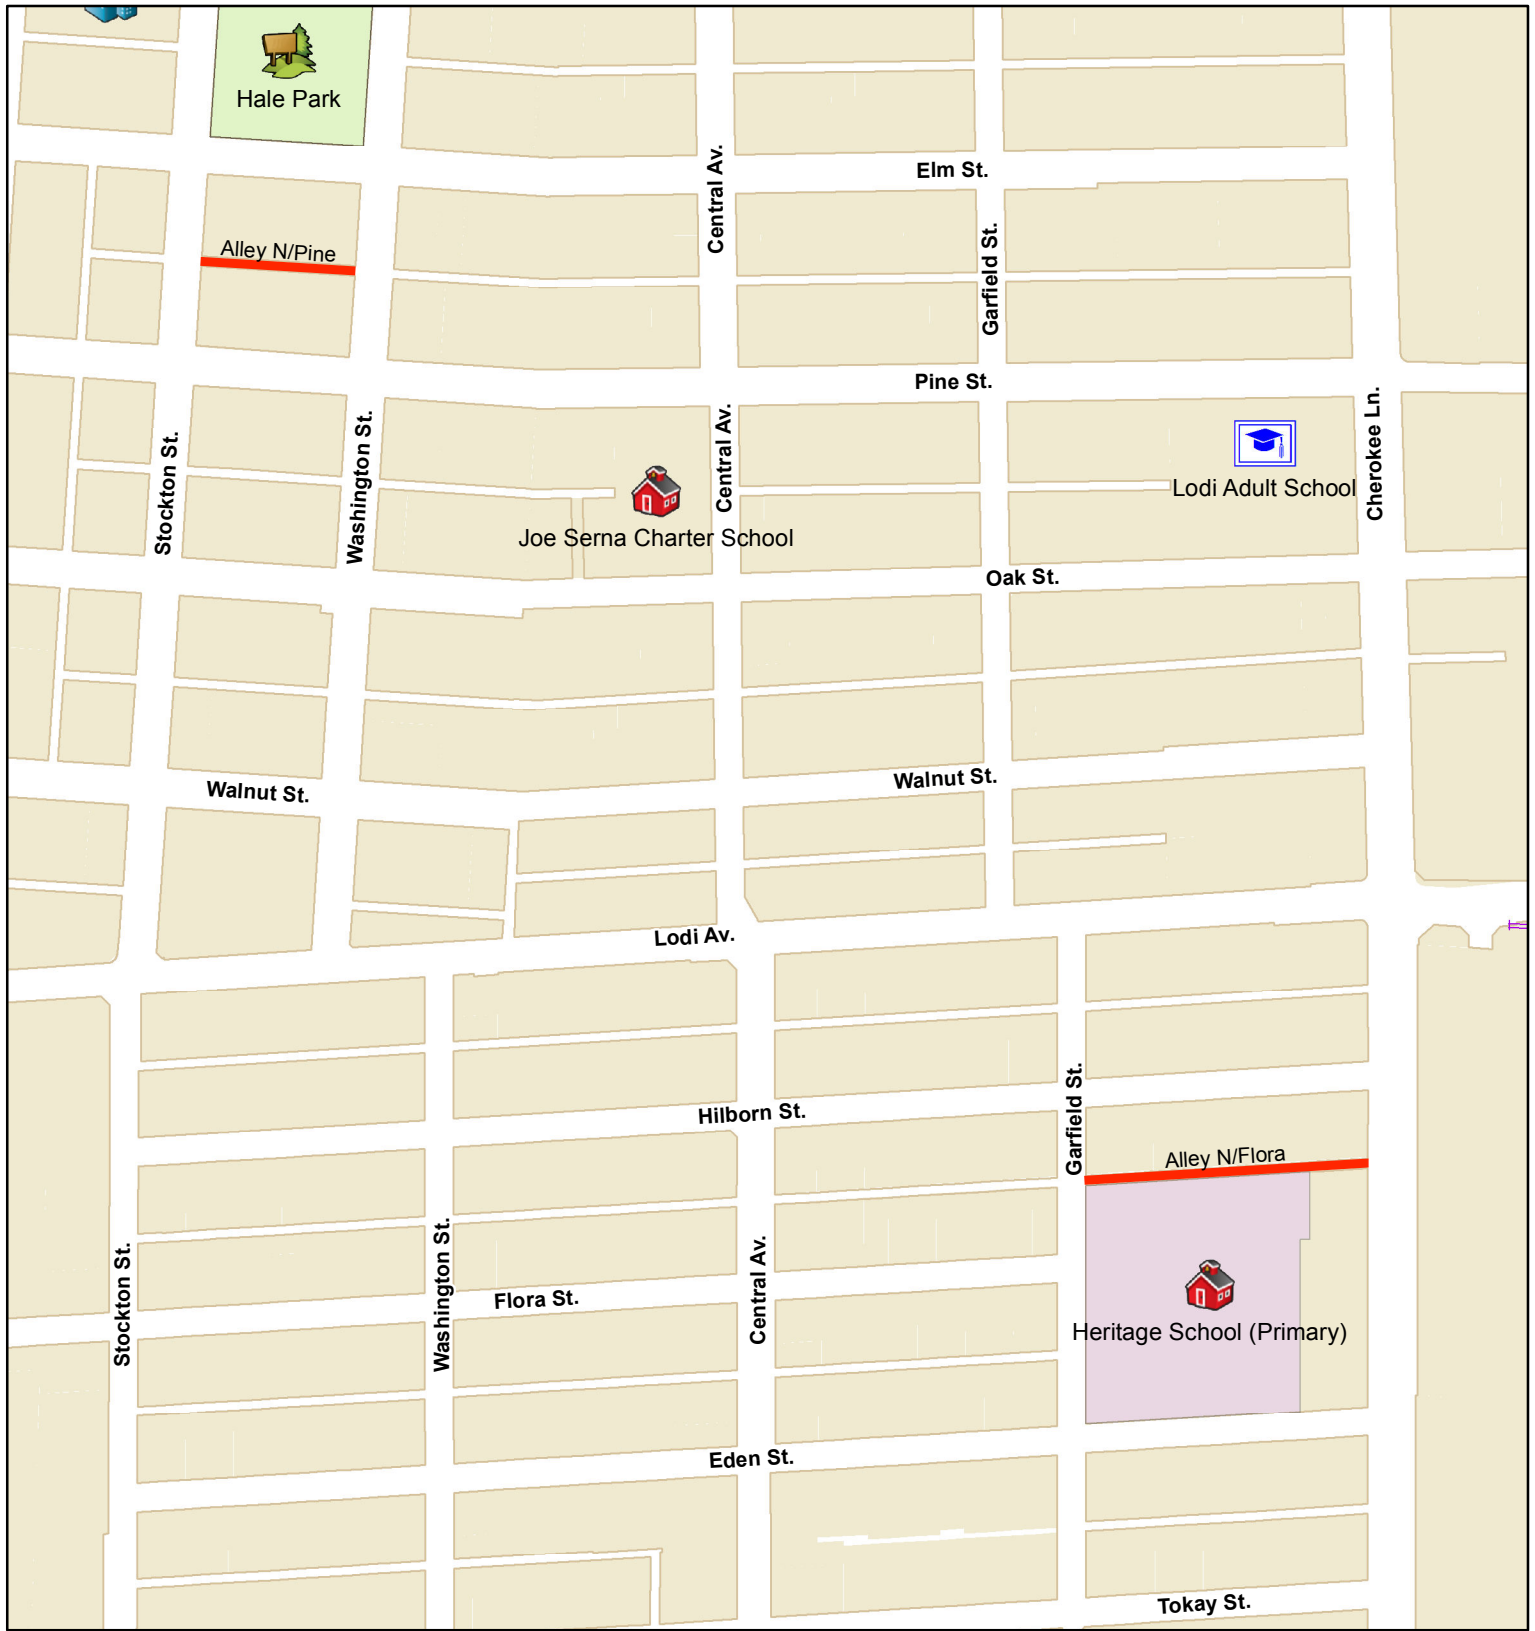 Hale Park
Elm St.
Central Av.
Garfield St.
Alley N/Pine
Pine St.
Cherokee Ln.
Central Av.
Washington St.
Stockton St.
Lodi Adult School
Joe Serna Charter School
Oak St.
Walnut St.
Walnut St.
Lodi Av.
Garfield St.
Hilborn St.
Alley N/Flora
Stockton St.
Washington St.
Central Av.
Flora St.
Heritage School (Primary)
Eden St.
Tokay St.